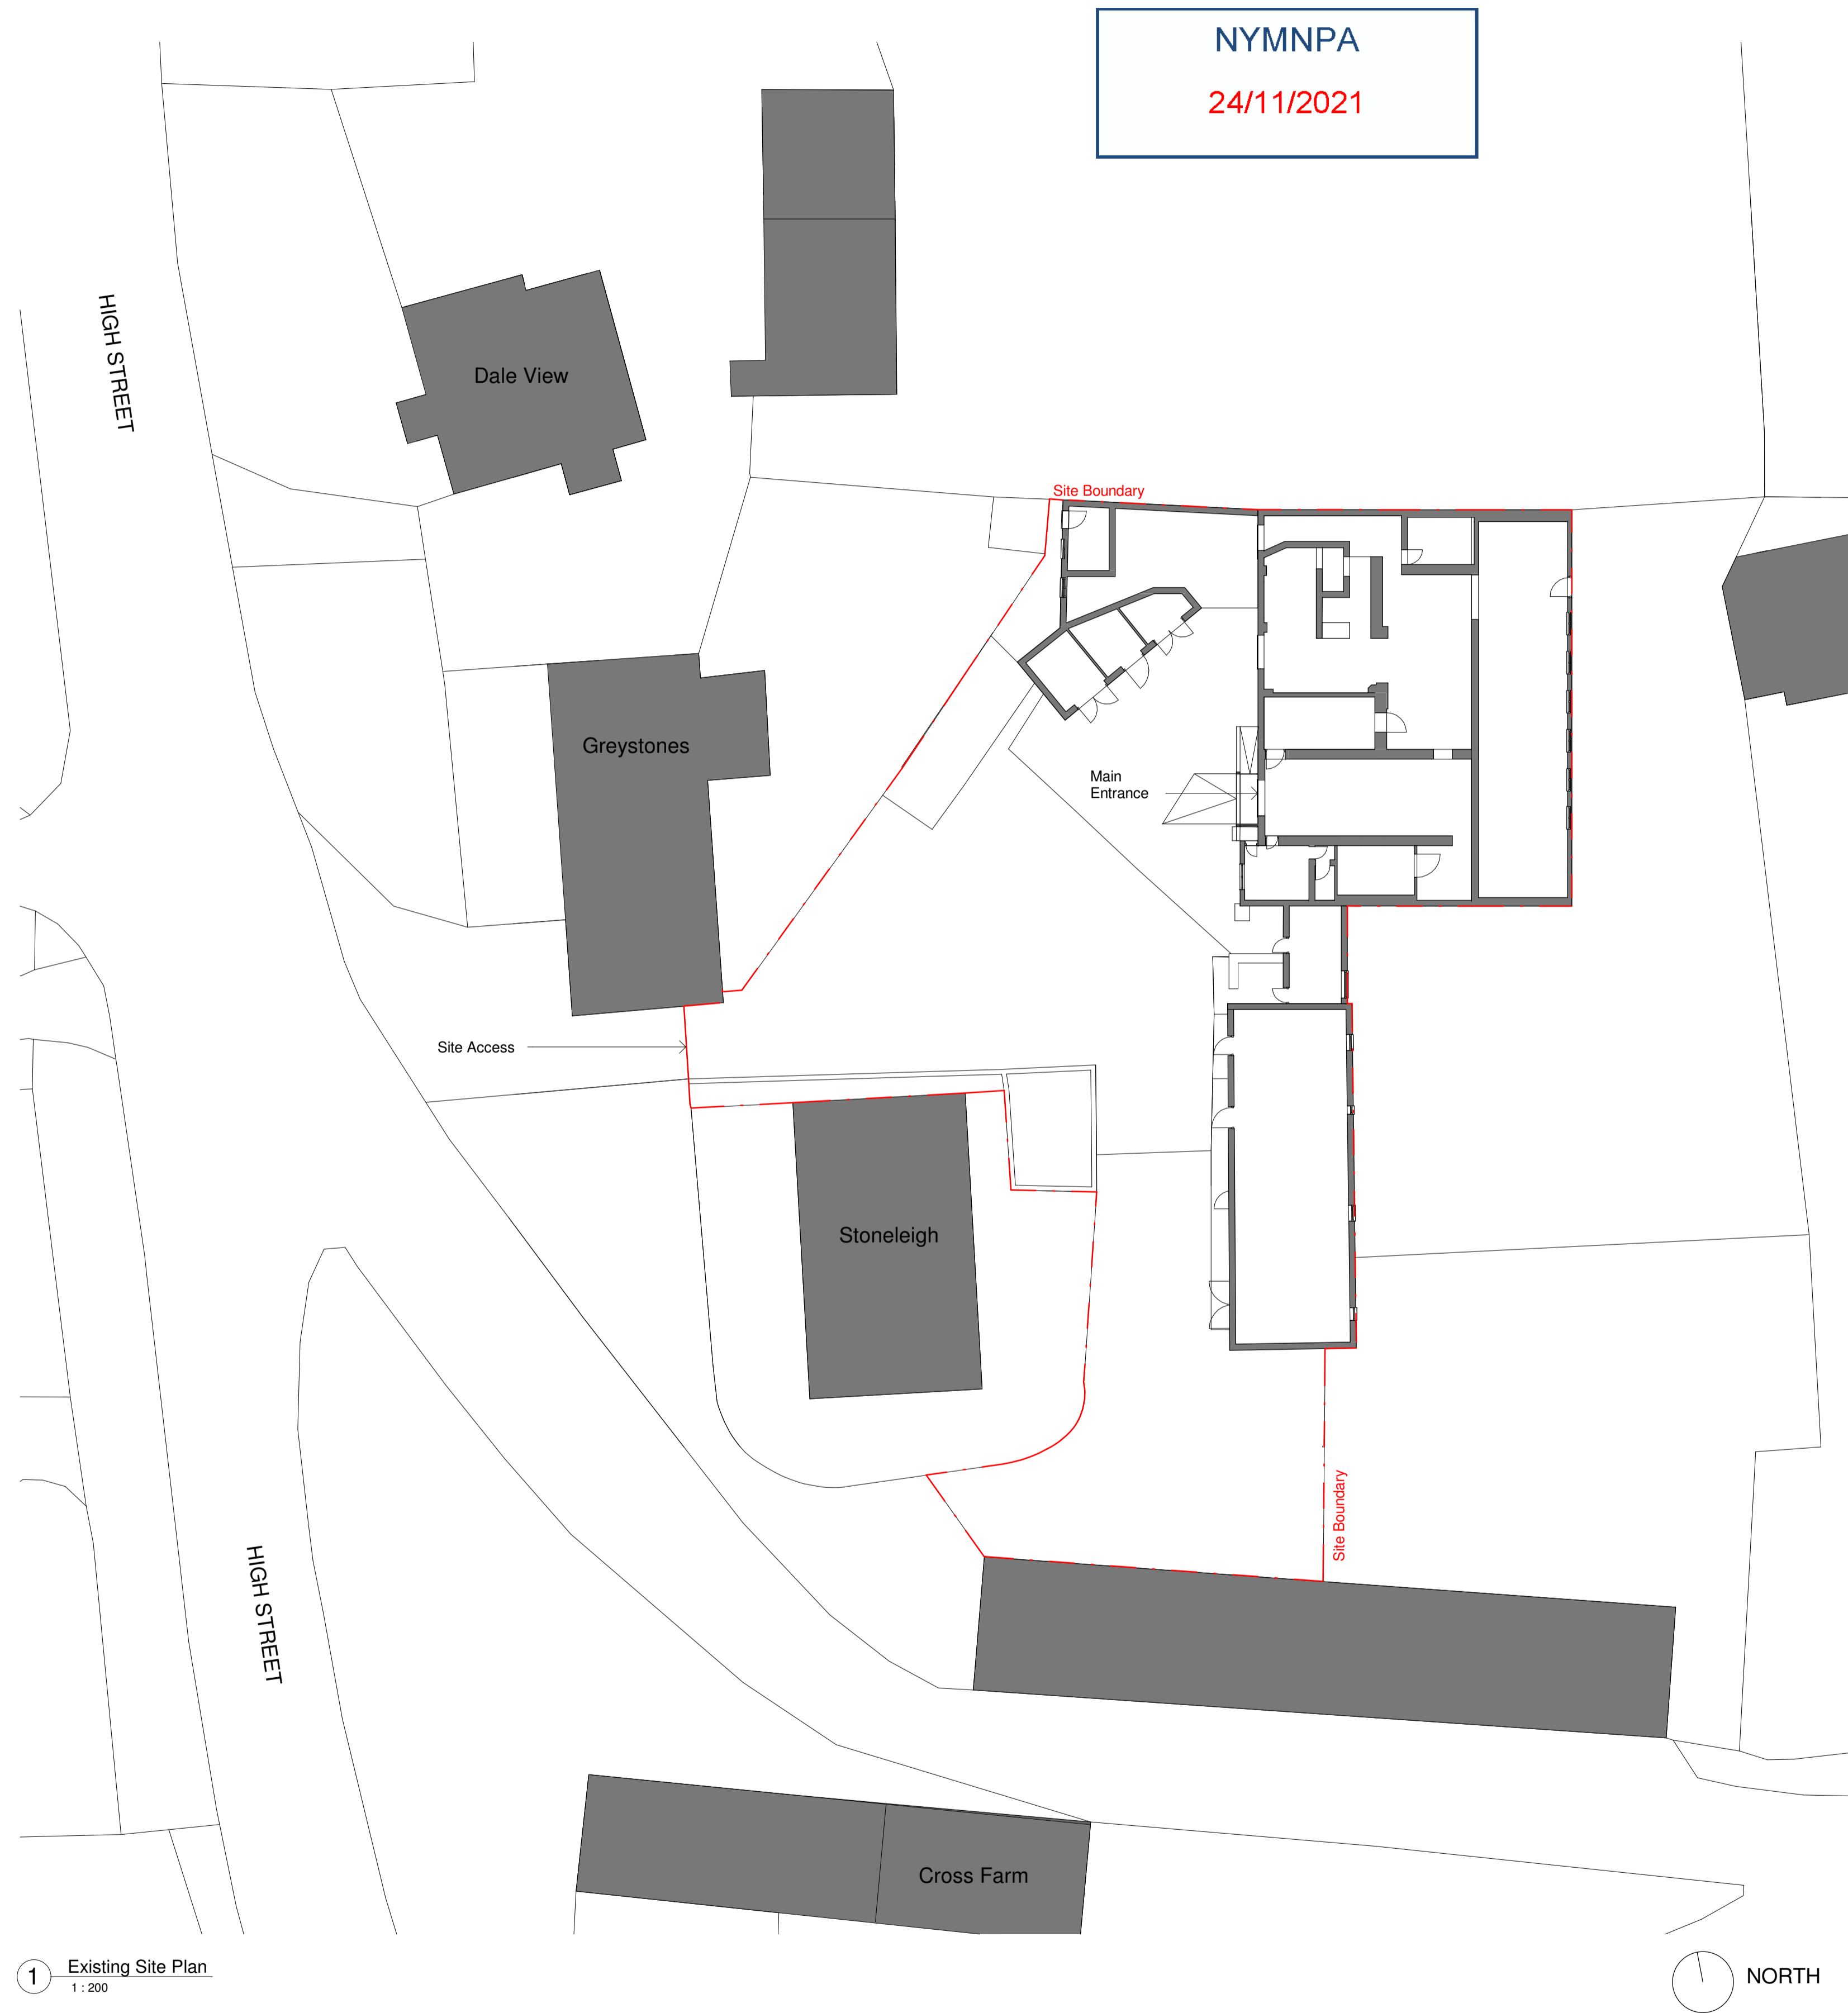 NYMNPA
24/11/2021
HIGH STREET
Dale View
Site Boundary
Greystones
Main
Entrance
Site Access
Stoneleigh
Site Boundary
HIGH STREET
Cross Farm
1
Existing Site Plan
1 : 200
NORTH